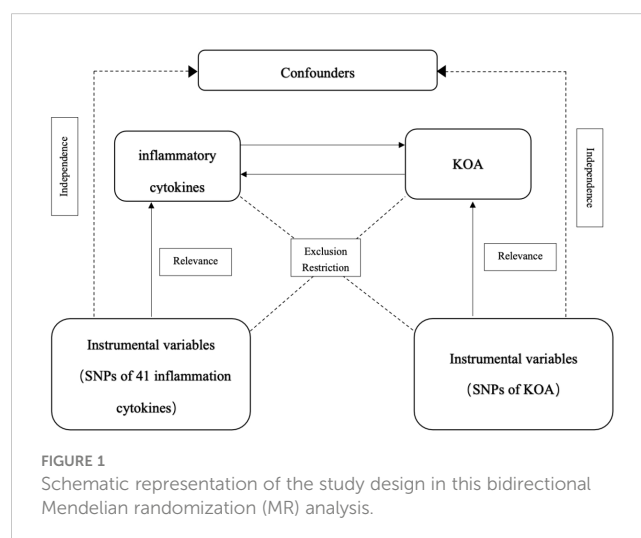 Confounders
Independence
inflammatory
cytokines
KOA
Independence
Relevance
Exclusion
Restriction
Relevance
Instrumental variables
（SNPs of 41 inflammation
cytokines）
Instrumental variables
（SNPs of KOA）
FIGURE 1
Schematic representation of the study design in this bidirectional
Mendelian randomization (MR) analysis.